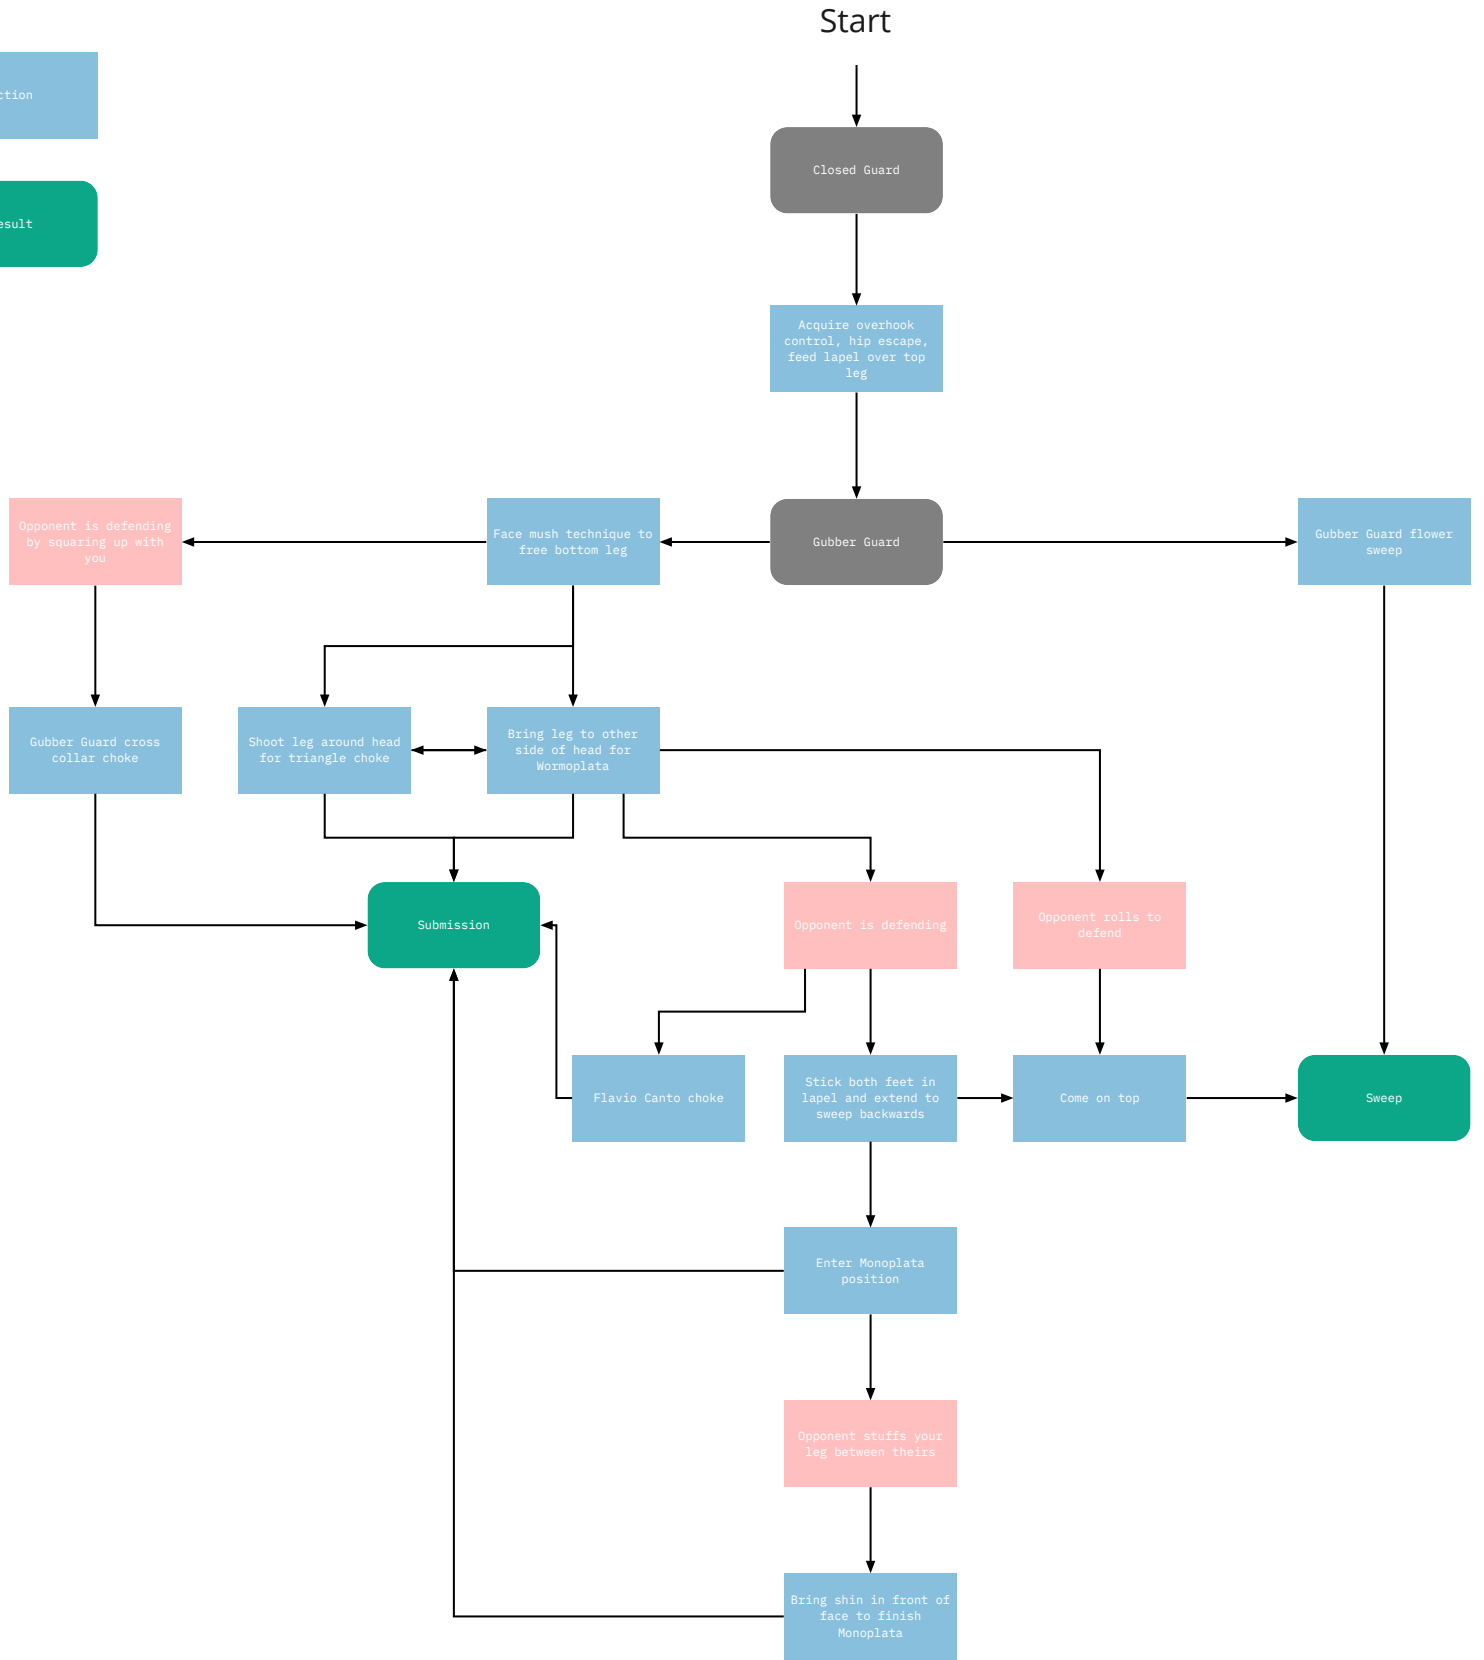 Start
ction
Closed Guard
esult
Acquire overhook
control, hip escape,
feed lapel over top
leg
Opponent is defending
by squaring up with
you
Face mush technique to
free bottom leg
Gubber Guard
Gubber Guard flower
sweep
Gubber Guard cross
collar choke
Shoot leg around head
for triangle choke
Bring leg to other
side of head for
Wormoplata
Submission
Opponent is defending
Opponent rolls to
defend
Flavio Canto choke
Stick both feet in
lapel and extend to
sweep backwards
Come on top
Sweep
Enter Monoplata
position
Opponent stuffs your
leg between theirs
Bring shin in front of
face to finish
Monoplata